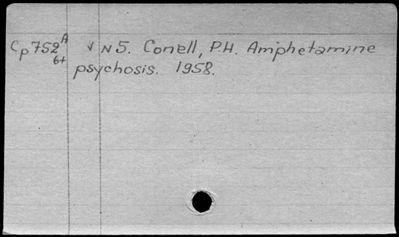 Cp752 A v N5. Conell, P.H. Amphetamine
6+ psychosis. 1958.